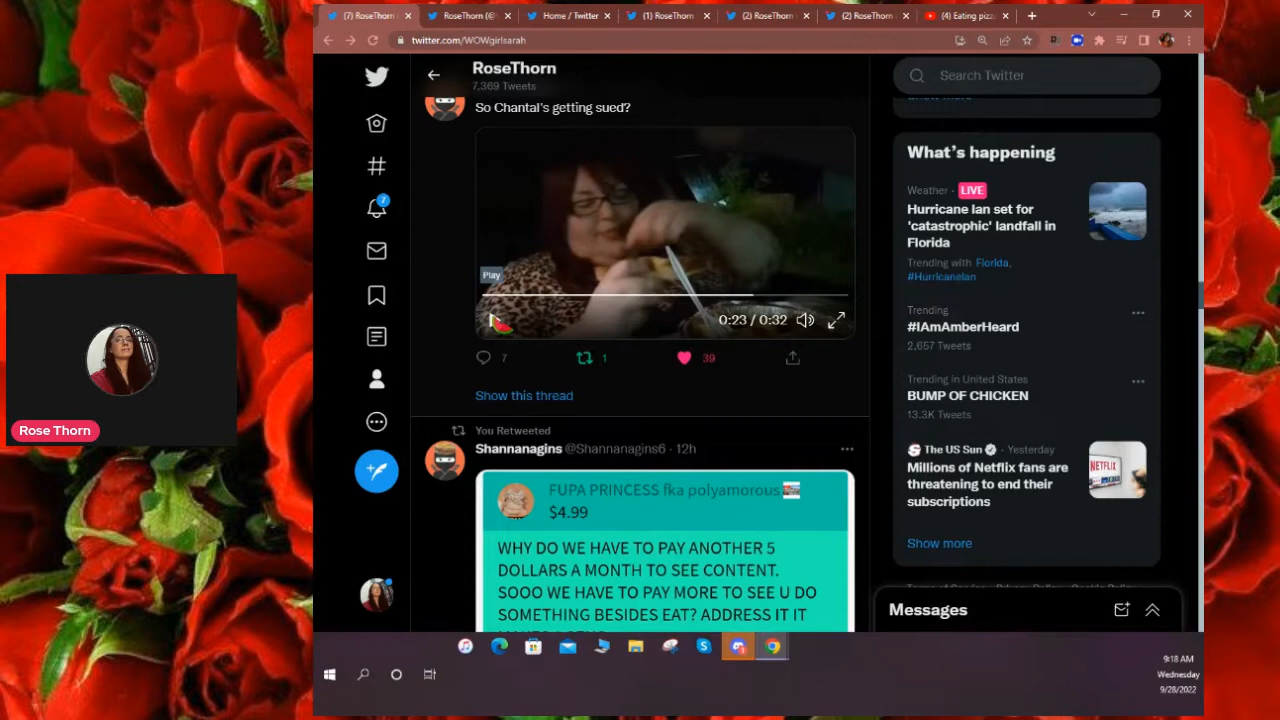 (7) RoseThorn
RoseThorn (@
Home / Twitter
(1) RoseThorn
(2) RoseThorn
(2) RoseThorn
(4) Eating pizz
twitter.com/WOWgirlsarah
RoseThorn
7,369 Tweets
So Chantal's getting sued?
Play
0:23 / 0:32
7
1
39
Show this thread
You Retweeted
Shannanagins @Shannanagins6 · 12h
FUPA PRINCESS fka polyamorous
$4.99
WHY DO WE HAVE TO PAY ANOTHER 5
DOLLARS A MONTH TO SEE CONTENT.
SOOO WE HAVE TO PAY MORE TO SEE U DO
SOMETHING BESIDES EAT? ADDRESS IT IT
Search Twitter
Show more
What's happening
Weather · LIVE
Hurricane Ian set for
'catastrophic' landfall in
Florida
Trending with Florida,
#HurricaneIan
Trending
#IAmAmberHeard
2,657 Tweets
Trending in United States
BUMP OF CHICKEN
13.3K Tweets
The US Sun · Yesterday
Millions of Netflix fans are
threatening to end their
subscriptions
NETFLIX
Show more
Messages
Rose Thorn
9:18 AM
Wednesday
9/28/2022